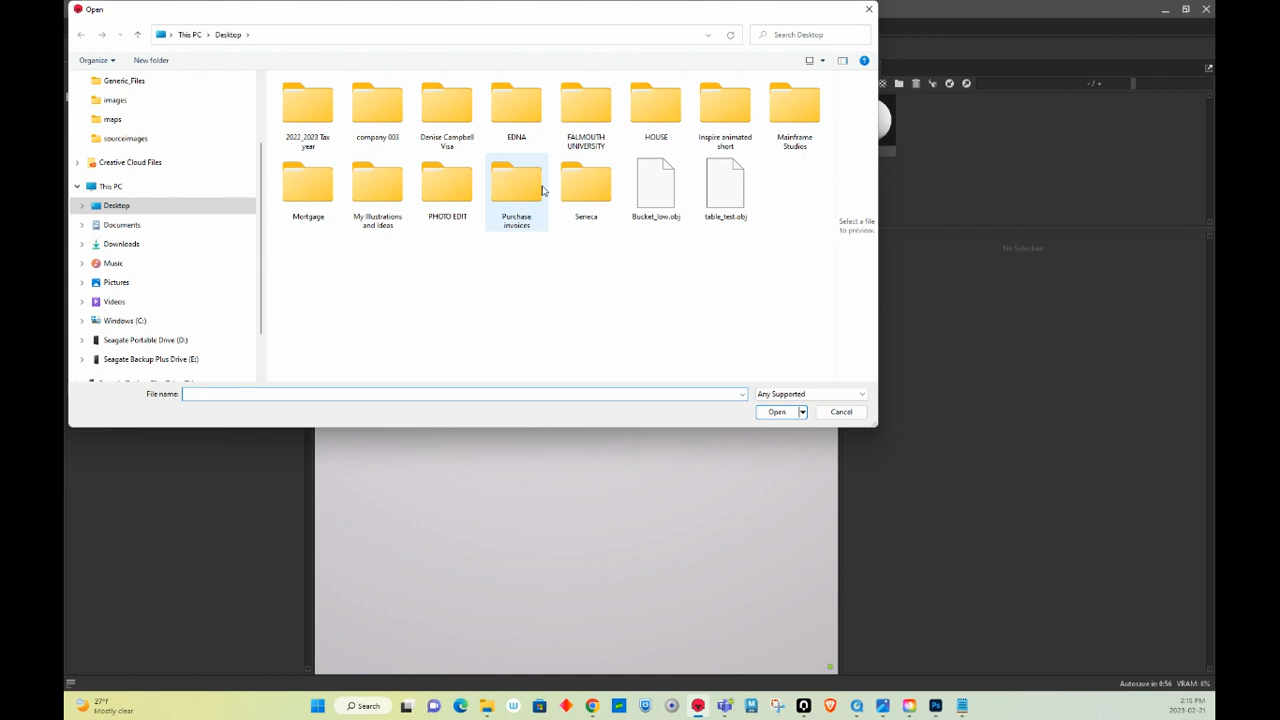 Open
This PC > Desktop >
Search Desktop
Organize
New folder
Generic_Files
images
maps
sourceimages
Creative Cloud Files
This PC
Desktop
Documents
Downloads
Music
Pictures
Videos
Windows (C:)
Seagate Portable Drive (D:)
Seagate Backup Plus Drive (E:)
2022_2023 Tax
year
company 003
Denise Campbell
Visa
EDNA
FALMOUTH
UNIVERSITY
HOUSE
Inspire animated
short
Mainframe
Studios
Mortgage
My Illustrations
and Ideas
PHOTO EDIT
Purchase
invoices
Seneca
Bucket_low.obj
table_test.obj
Select a file
to preview.
File name:
Any Supported
Open
Cancel
- / +
No Selection
Autosave in 0:56 VRAM: 6%
27°F
Mostly clear
Search
2:15 PM
2023-02-21